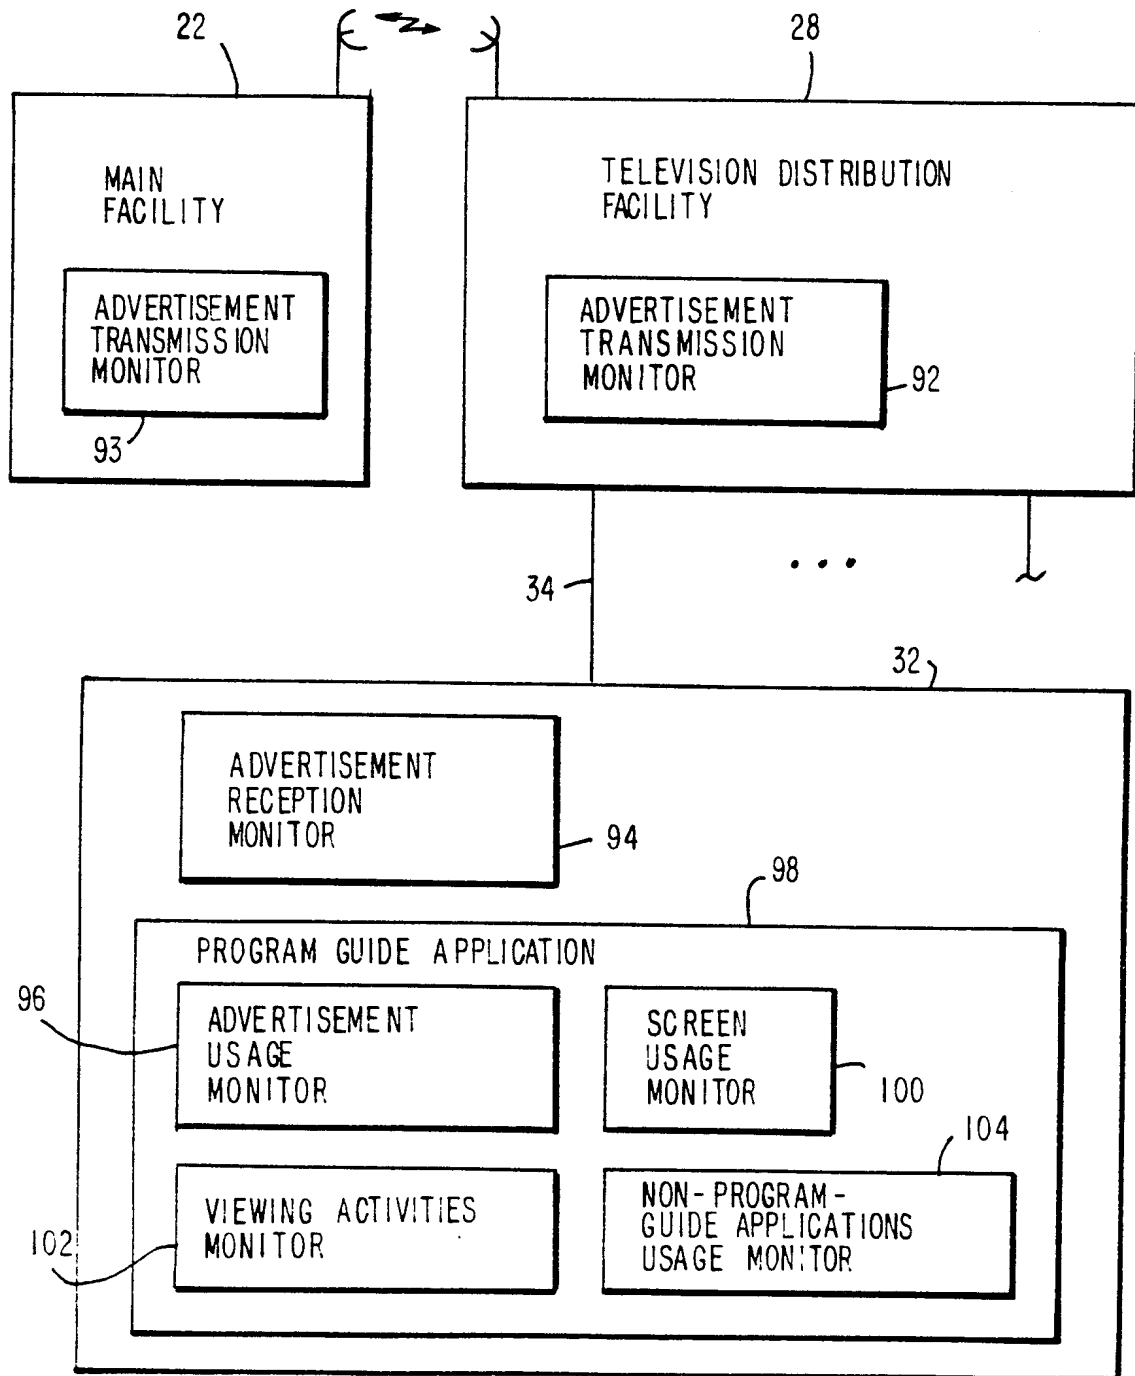 22
28
MAIN
FACILITY
ADVERTISEMENT
TRANSMISSION
MONITOR
93
TELEVISION DISTRIBUTION
FACILITY
ADVERTISEMENT
TRANSMISSION
MONITOR
92
34
32
ADVERTISEMENT
RECEPTION
MONITOR
94
98
PROGRAM GUIDE APPLICATION
96
ADVERTISEMENT
USAGE
MONITOR
SCREEN
USAGE
MONITOR
100
104
102
VIEWING ACTIVITIES
MONITOR
NON-PROGRAM-
GUIDE APPLICATIONS
USAGE MONITOR